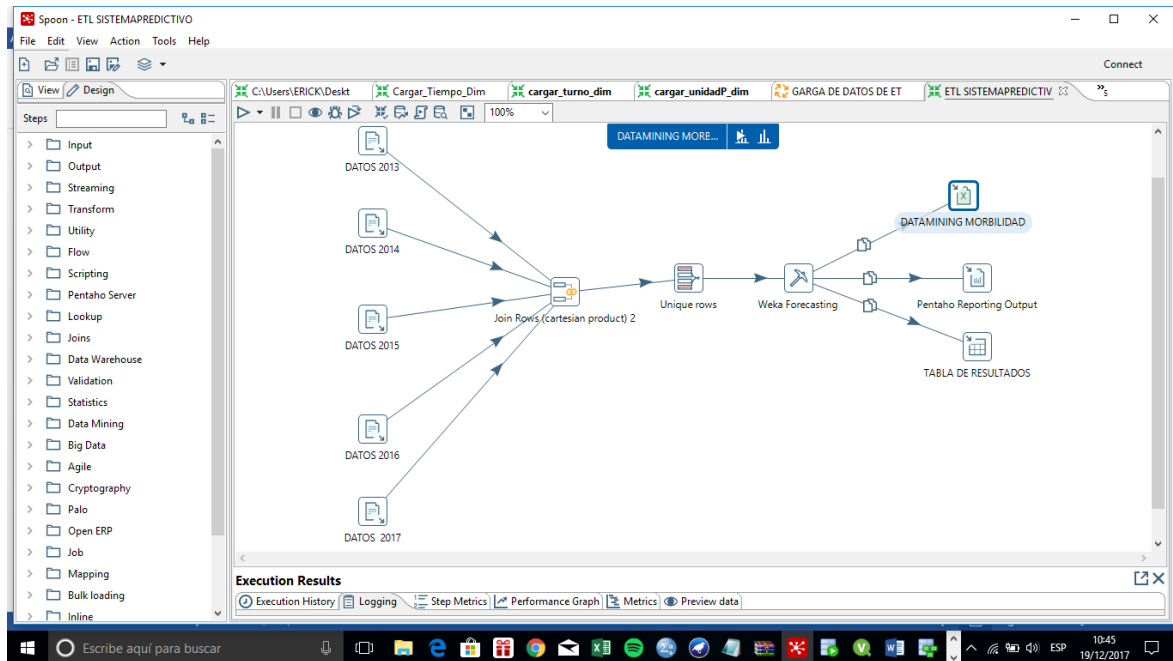 Spoon - ETL SISTEMAPREDICTIVO
File Edit View Action Tools Help
Connect
View Design
C:\Users\ERICK\Deskt Cargar_Tiempo_Dim cargar_turno_dim cargar_unidadP_dim GARGA DE DATOS DE ET ETL SISTEMAPREDICTIV »5
Steps
100%
Input
Output
Streaming
Transform
Utility
Flow
Scripting
Pentaho Server
Lookup
Joins
Data Warehouse
Validation
Statistics
Data Mining
Big Data
Agile
Cryptography
Palo
Open ERP
Job
Mapping
Bulk loading
Inline
DATAMINING MORB...
DATOS 2013
DATOS 2014
DATOS 2015
DATOS 2016
DATOS 2017
Join Rows (cartesian product) 2
Unique rows
Weka Forecasting
DATAMINING MORBILIDAD
Pentaho Reporting Output
TABLA DE RESULTADOS
Execution Results
Execution History Logging Step Metrics Performance Graph Metrics Preview data
Escribe aquí para buscar
ESP
10:45
19/12/2017